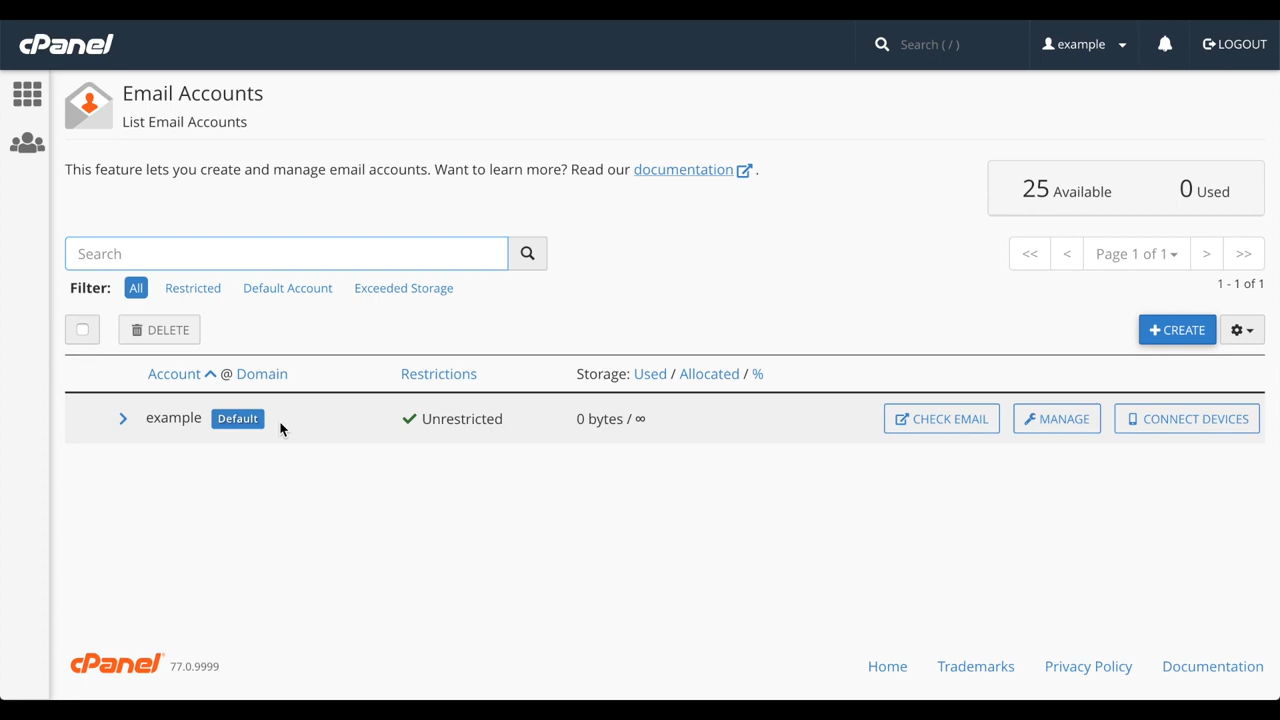 cPanel
Search ( / )
example
LOGOUT
Email Accounts
List Email Accounts
This feature lets you create and manage email accounts. Want to learn more? Read our documentation .
25 Available
0 Used
Search
<< < Page 1 of 1 > >>
Filter: All Restricted Default Account Exceeded Storage
1 - 1 of 1
DELETE
+ CREATE
Account @ Domain
Restrictions
Storage: Used / Allocated / %
example Default
Unrestricted
0 bytes / ∞
CHECK EMAIL
MANAGE
CONNECT DEVICES
cPanel 77.0.9999
Home
Trademarks
Privacy Policy
Documentation